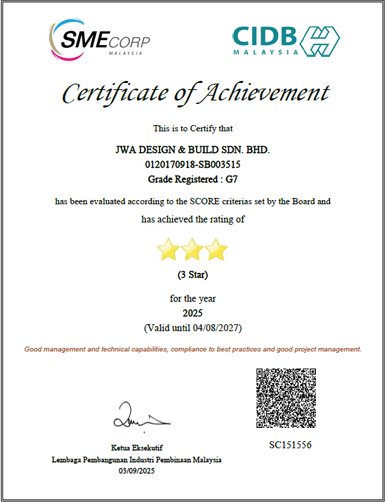 SMECORP
MALAYSIA
CIDB
MALAYSIA
Certificate of Achievement
This is to Certify that
JWA DESIGN & BUILD SDN. BHD.
0120170918-SB003515
Grade Registered : G7
has been evaluated according to the SCORE criterias set by the Board and
has achieved the rating of
(3 Star)
for the year
2025
(Valid until 04/08/2027)
Good management and technical capabilities, compliance to best practices and good project management.
Ketua Eksekutif
Lembaga Pembangunan Industri Pembinaan Malaysia
03/09/2025
SC151556